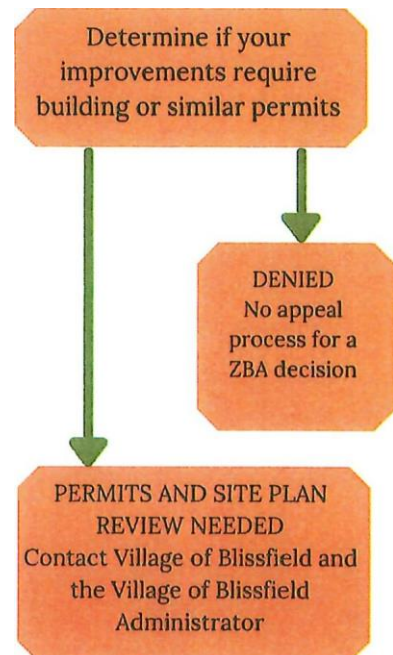 Determine if your
improvements require
building or similar permits
DENIED
No appeal
process for a
ZBA decision
PERMITS AND SITE PLAN
REVIEW NEEDED
Contact Village of Blissfield and
the Village of Blissfield
Administrator